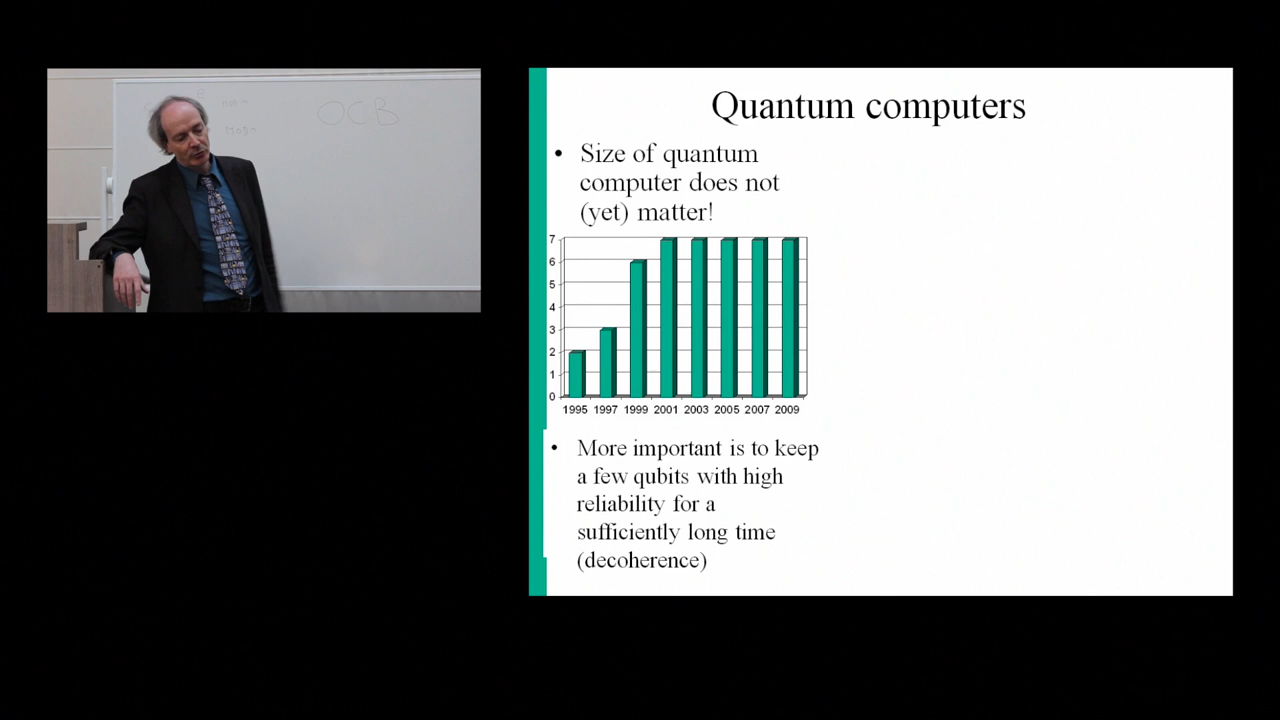 OCB
Quantum computers
• Size of quantum
computer does not
(yet) matter!
7
6
5
4
3
2
1
0
1995 1997 1999 2001 2003 2005 2007 2009
• More important is to keep
a few qubits with high
reliability for a
sufficiently long time
(decoherence)